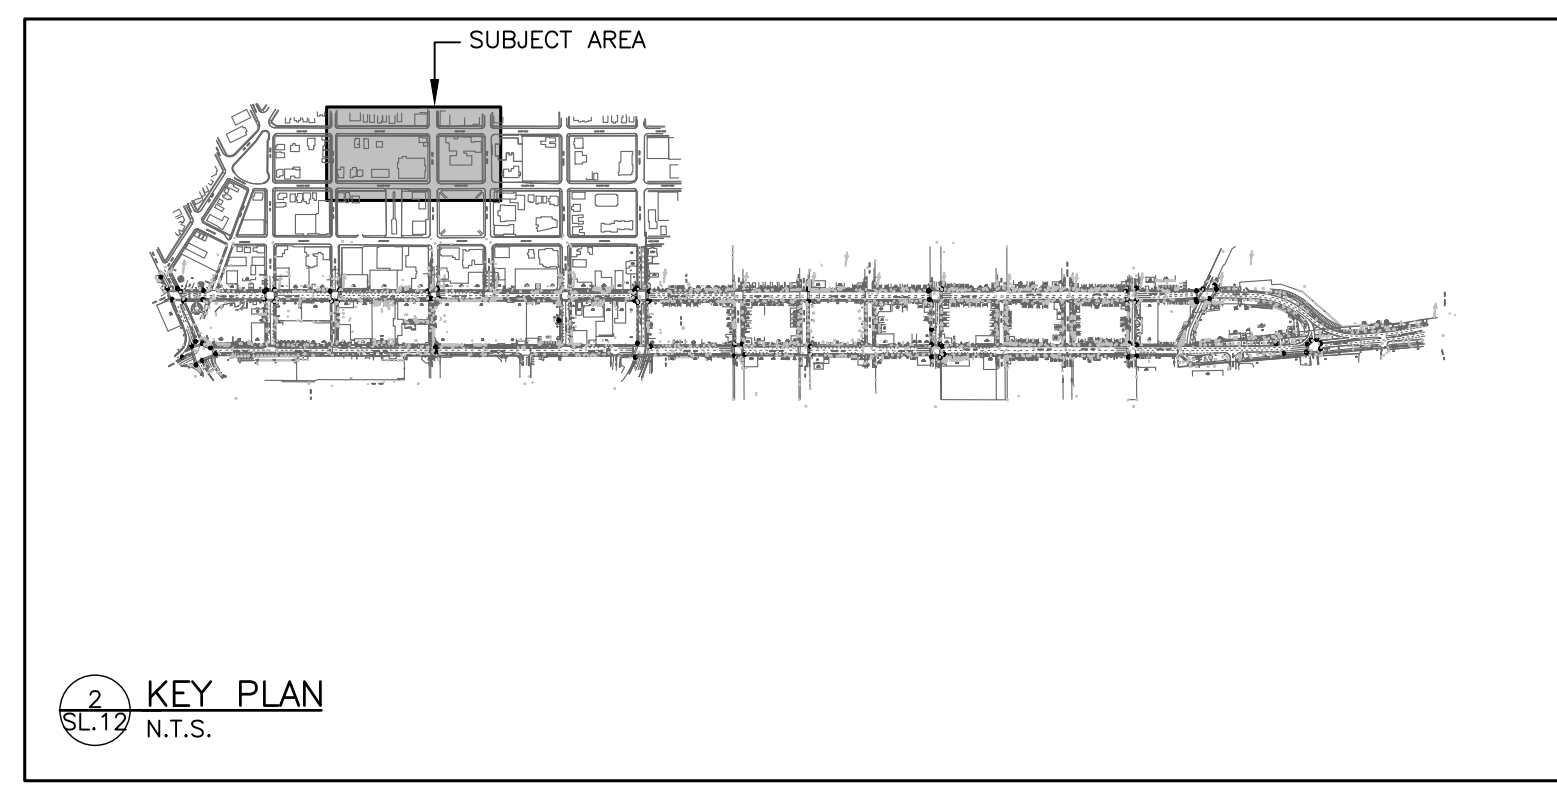 SUBJECT AREA
2
SL.12
KEY PLAN
N.T.S.